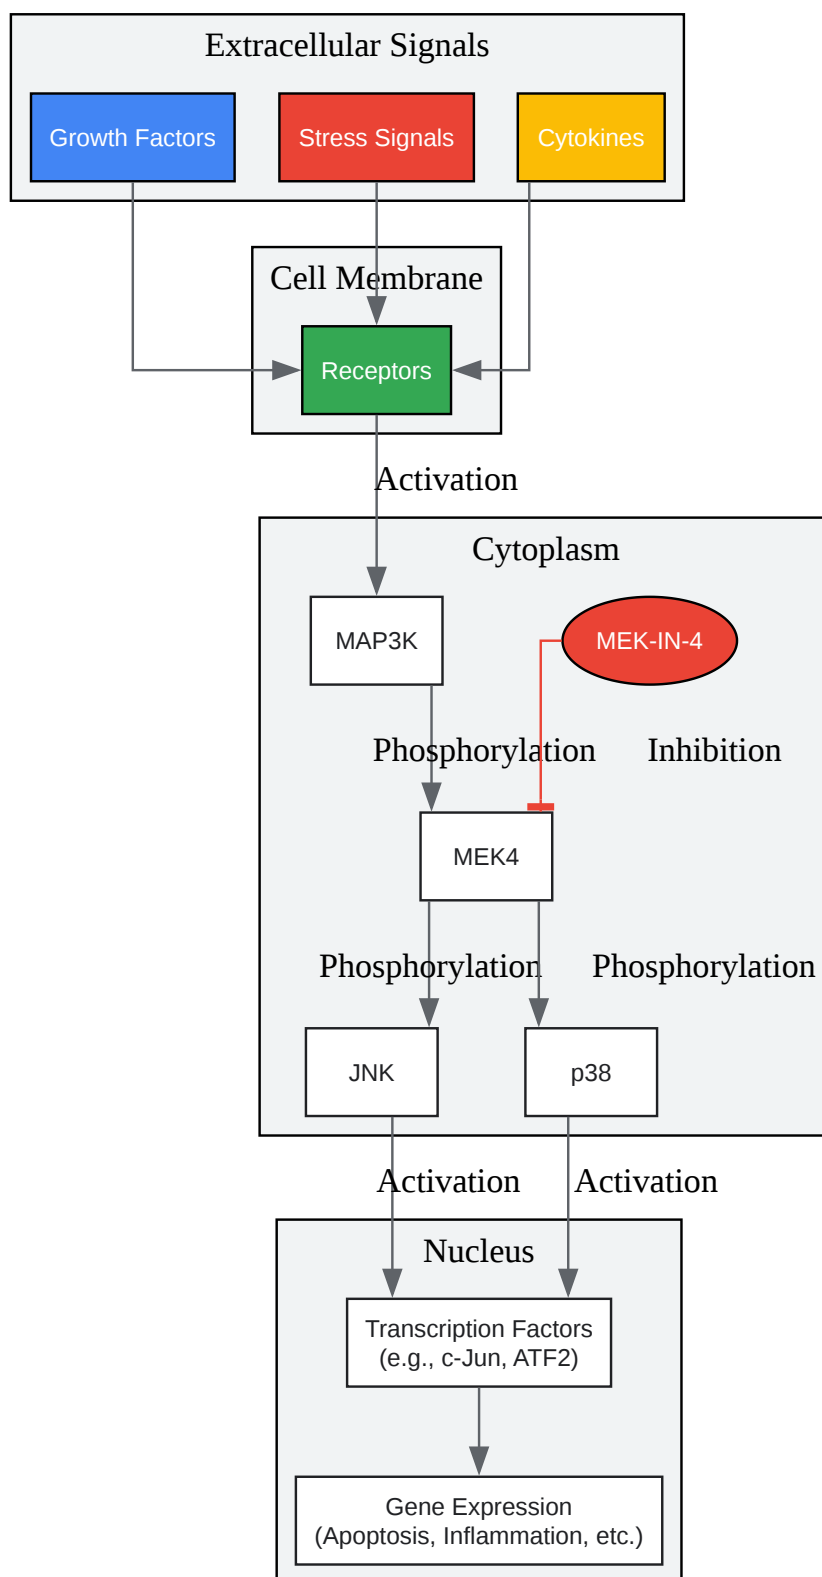 Extracellular Signals
Growth Factors
Stress Signals
Cytokines
Cell Membrane
Receptors
Activation
Cytoplasm
MAP3K
MEK-IN-4
Phosphorylation
Inhibition
MEK4
Phosphorylation
Phosphorylation
JNK
p38
Activation
Activation
Nucleus
Transcription Factors
(e.g., c-Jun, ATF2)
Gene Expression
(Apoptosis, Inflammation, etc.)